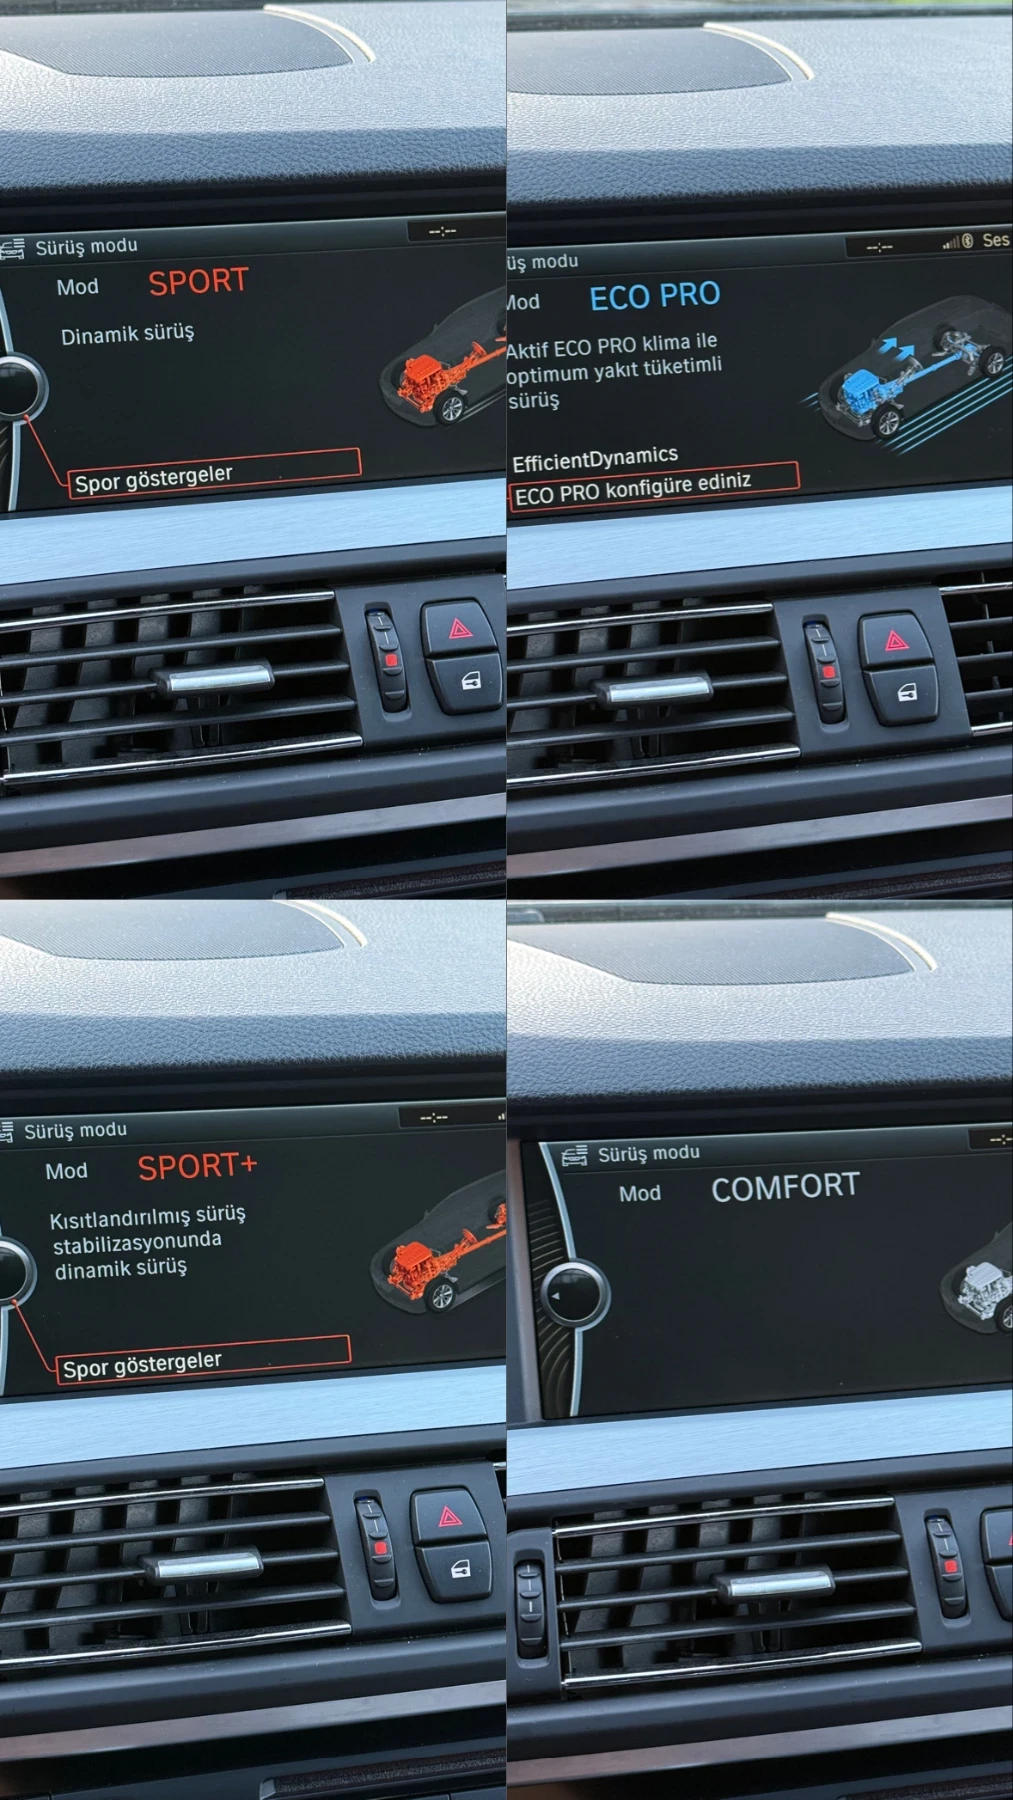 Sürüş modu
--:--
Mod SPORT
Dinamik sürüş
Spor göstergeler
üş modu
--:-- Ses
Mod ECO PRO
Aktif ECO PRO klima ile
optimum yakıt tüketimli
sürüş
EfficientDynamics
ECO PRO konfigüre ediniz
Sürüş modu
--:--
Mod SPORT+
Kısıtlandırılmış sürüş
stabilizasyonunda
dinamik sürüş
Spor göstergeler
Sürüş modu
--:--
Mod COMFORT